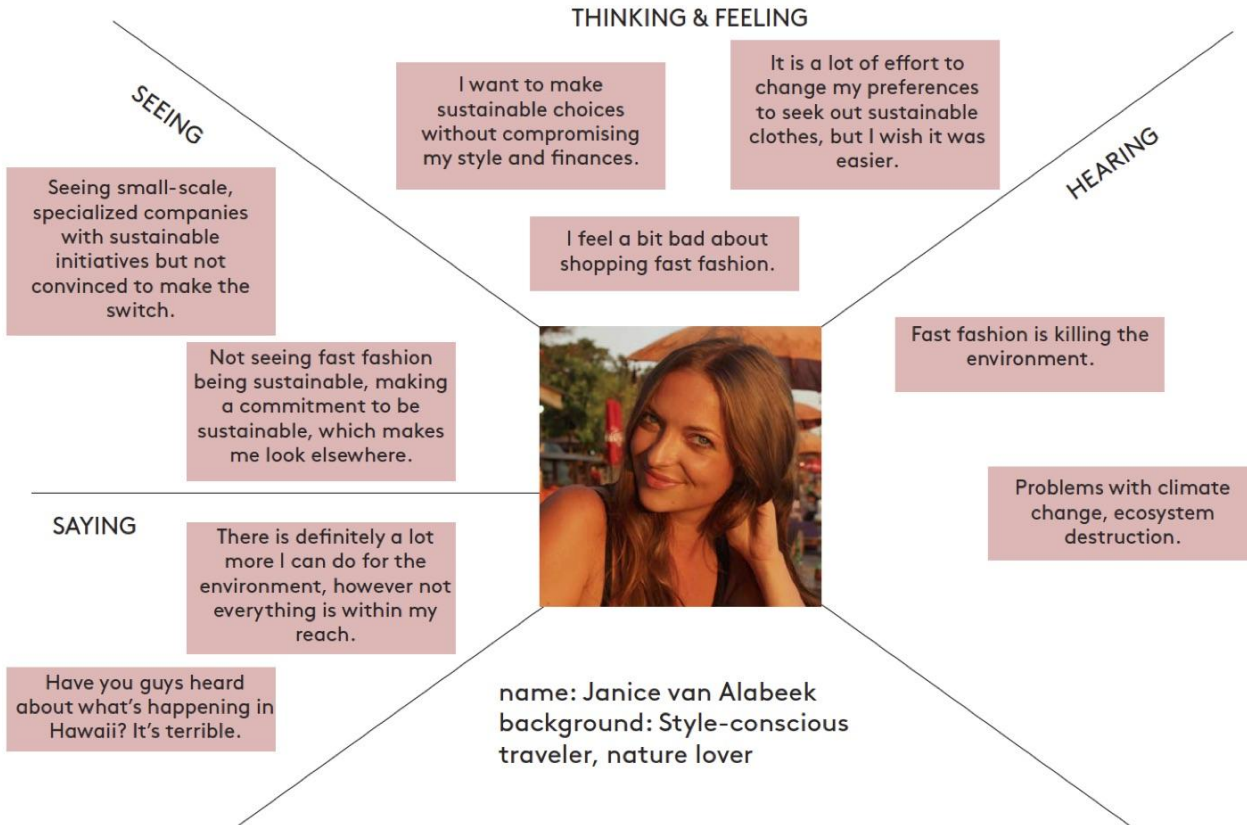 THINKING & FEELING
I want to make
sustainable choices
without compromising
my style and finances.
It is a lot of effort to
change my preferences
to seek out sustainable
clothes, but I wish it was
easier.
I feel a bit bad about
shopping fast fashion.
SEEING
Seeing small-scale,
specialized companies
with sustainable
initiatives but not
convinced to make the
switch.
Not seeing fast fashion
being sustainable, making
a commitment to be
sustainable, which makes
me look elsewhere.
HEARING
Fast fashion is killing the
environment.
Problems with climate
change, ecosystem
destruction.
SAYING
There is definitely a lot
more I can do for the
environment, however not
everything is within my
reach.
Have you guys heard
about what’s happening in
Hawaii? It’s terrible.
name: Janice van Alabeek
background: Style-conscious
traveler, nature lover